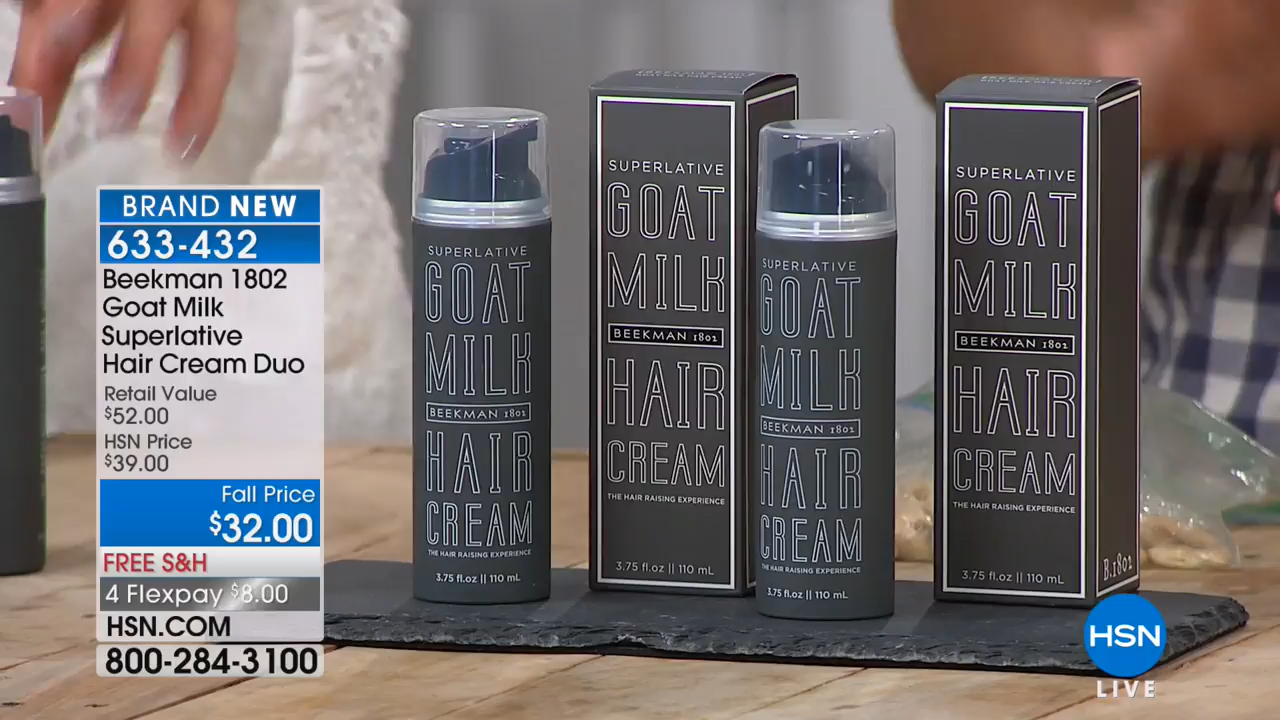 BRAND NEW
633-432
Beekman 1802
Goat Milk
Superlative
Hair Cream Duo
Retail Value
$52.00
HSN Price
$39.00
Fall Price
$32.00
FREE S&H
4 Flexpay $8.00
HSN.COM
800-284-3100
SUPERLATIVE
GOAT
MILK
BEEKMAN 1802
HAIR
CREAM
THE HAIR RAISING EXPERIENCE
3.75 fl.oz || 110 mL
SUPERLATIVE
GOAT
MILK
BEEKMAN 1802
HAIR
CREAM
THE HAIR RAISING EXPERIENCE
3.75 fl.oz || 110 mL
SUPERLATIVE
GOAT
MILK
BEEKMAN 1802
HAIR
CREAM
THE HAIR RAISING EXPERIENCE
3.75 fl.oz || 110 mL
SUPERLATIVE
GOAT
MILK
BEEKMAN 1802
HAIR
CREAM
THE HAIR RAISING EXPERIENCE
3.75 fl.oz || 110 mL
B.1802
HSN
LIVE